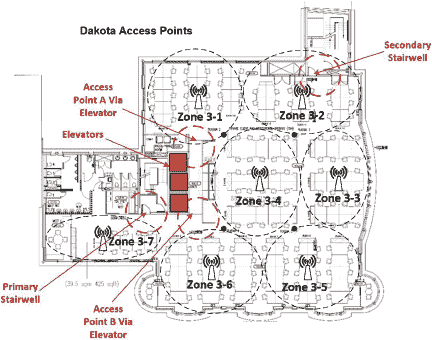 Dakota Access Points
Secondary
Stairwell
Access
Point A Via
Elevator
Zone 3-1
Zone 3-2
Elevators
Zone 3-4
Zone 3-3
Zone 3-7
Primary
Stairwell
Zone 3-6
Zone 3-5
Access
Point B Via
Elevator